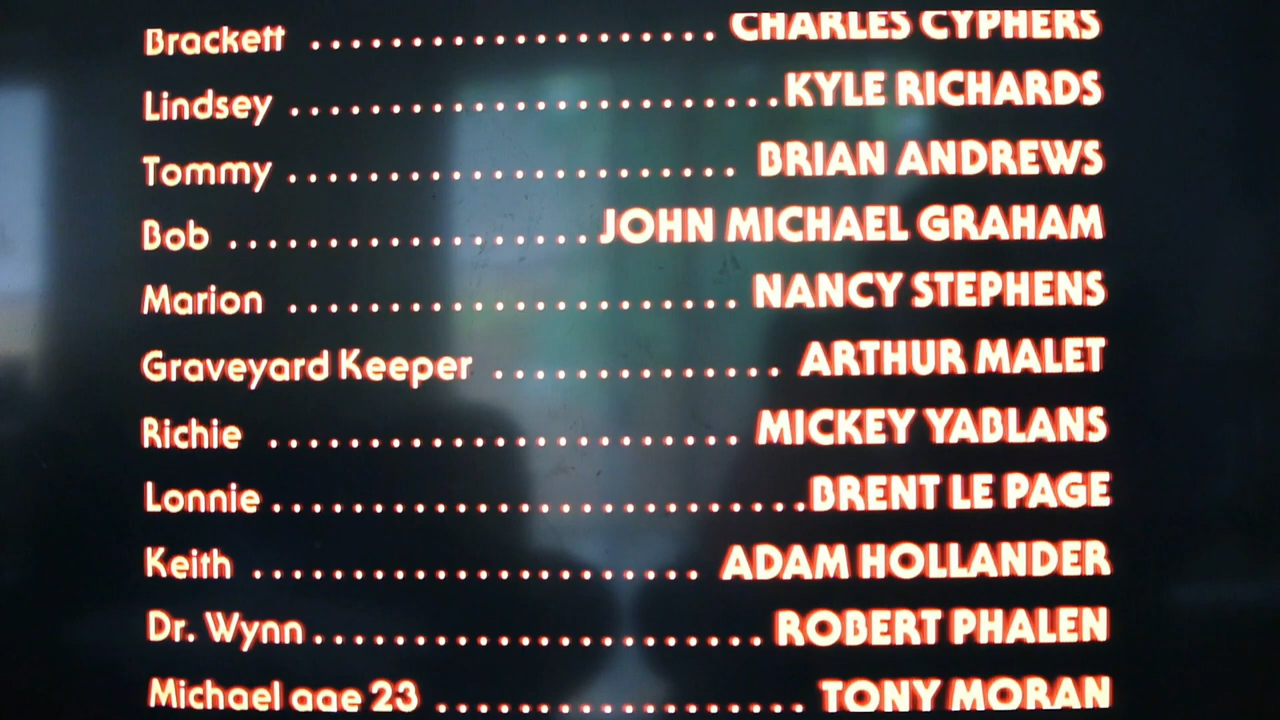 Brackett ...................... CHARLES CYPHERS
Lindsey ..........................KYLE RICHARDS
Tommy ........................ BRIAN ANDREWS
Bob ....................JOHN MICHAEL GRAHAM
Marion ........................ NANCY STEPHENS
Graveyard Keeper ............... ARTHUR MALET
Richie ......................... MICKEY YABLANS
Lonnie .............................BRENT LE PAGE
Keith ........................ ADAM HOLLANDER
Dr. Wynn........................ ROBERT PHALEN
Michael age 23 .................... TONY MORAN